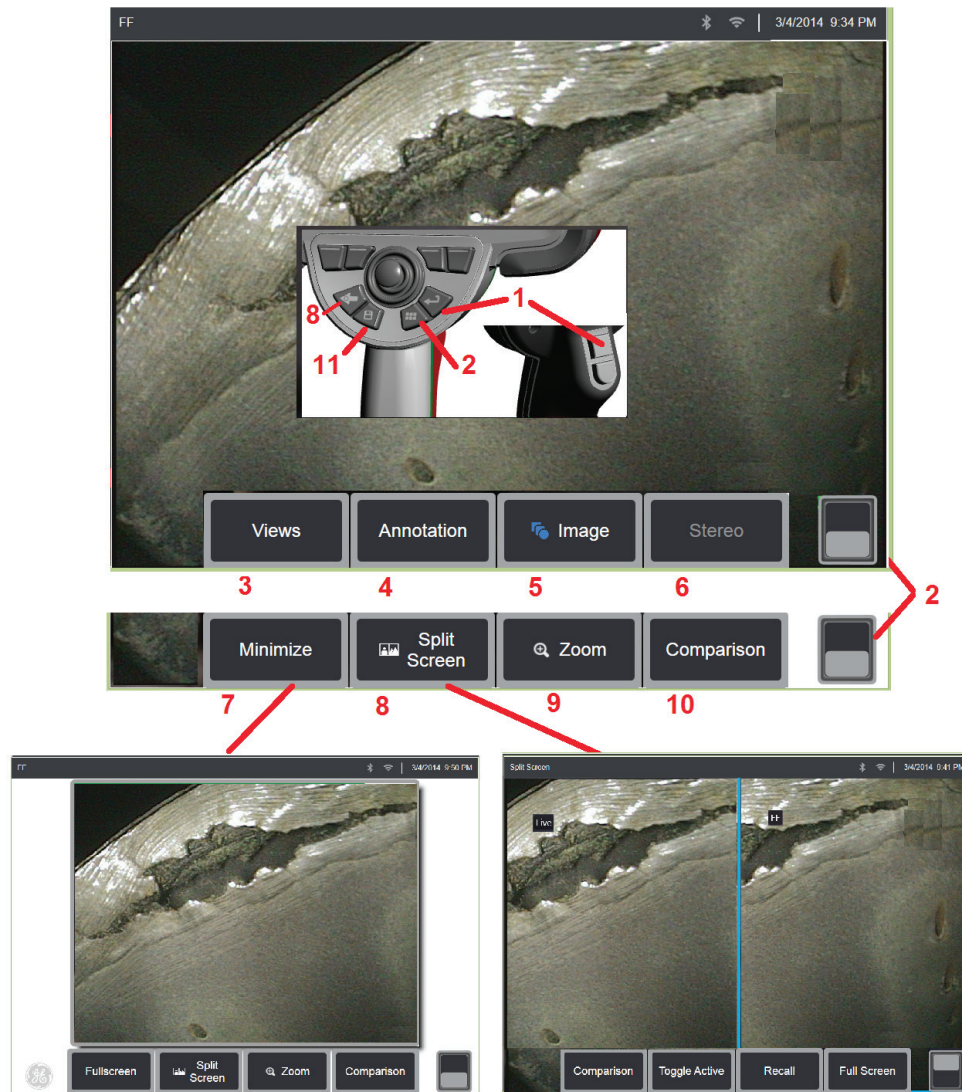 FF
3/4/2014 9:34 PM
1
8
11
2
Views
Annotation
Image
Stereo
3
4
5
6
2
Minimize
Split
Screen
Zoom
Comparison
7
8
9
10
FF
3/4/2014 9:50 PM
Fullscreen
Split
Screen
Zoom
Comparison
Split Screen
3/4/2014 9:41 PM
Live
FF
Comparison
Toggle Active
Recall
Full Screen